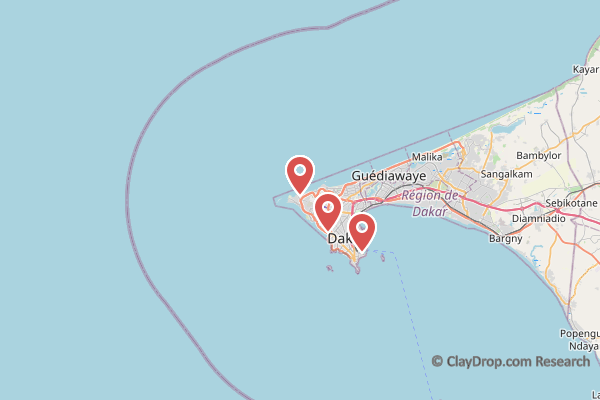 Kayar
Malika
Bambylor
Guédiawaye
Sangalkam
Région de
Dakar
Sebikotane
Diamniadio
Dak
Bargny
Popengu
Ndaya
© ClayDrop.com Research
La